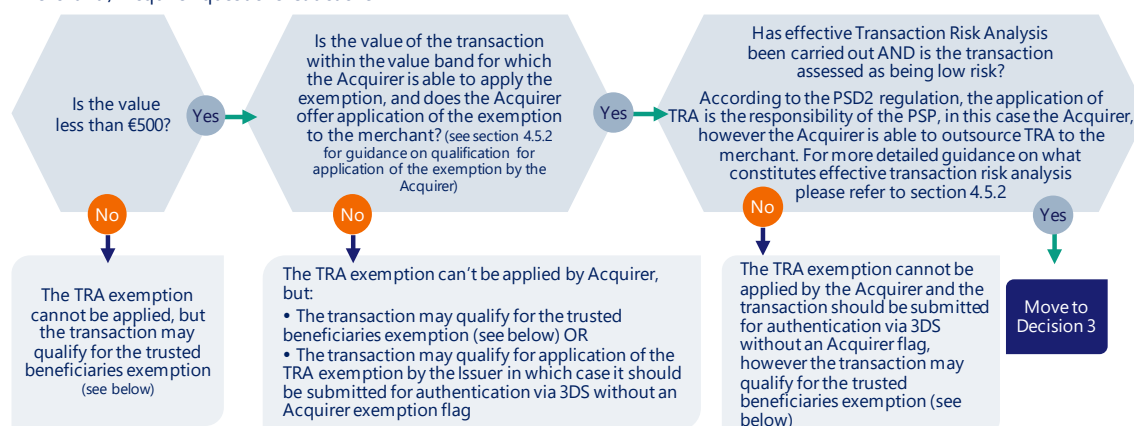 Is the value
less than €500?
Yes
Is the value of the transaction
within the value band for which
the Acquirer is able to apply the
exemption, and does the Acquirer
offer application of the exemption
to the merchant? (see section 4.5.2
for guidance on qualification for
application of the exemption by the
Acquirer)
Yes
Has effective Transaction Risk Analysis
been carried out AND is the transaction
assessed as being low risk?
According to the PSD2 regulation, the application of
TRA is the responsibility of the PSP, in this case the Acquirer,
however the Acquirer is able to outsource TRA to the
merchant. For more detailed guidance on what
constitutes effective transaction risk analysis
please refer to section 4.5.2
No
No
No
Yes
The TRA exemption
cannot be applied, but
the transaction may
qualify for the trusted
beneficiaries exemption
(see below)
The TRA exemption can't be applied by Acquirer,
but:
• The transaction may qualify for the trusted
beneficiaries exemption (see below) OR
• The transaction may qualify for application of the
TRA exemption by the Issuer in which case it should
be submitted for authentication via 3DS without an
Acquirer exemption flag
The TRA exemption cannot be
applied by the Acquirer and the
transaction should be submitted
for authentication via 3DS
without an Acquirer flag,
however the transaction may
qualify for the trusted
beneficiaries exemption (see
below)
Move to
Decision 3